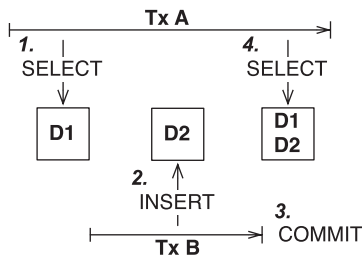 Tx A
1.
SELECT
4.
SELECT
D1
D2
D1
D2
2.
INSERT
3.
COMMIT
Tx B